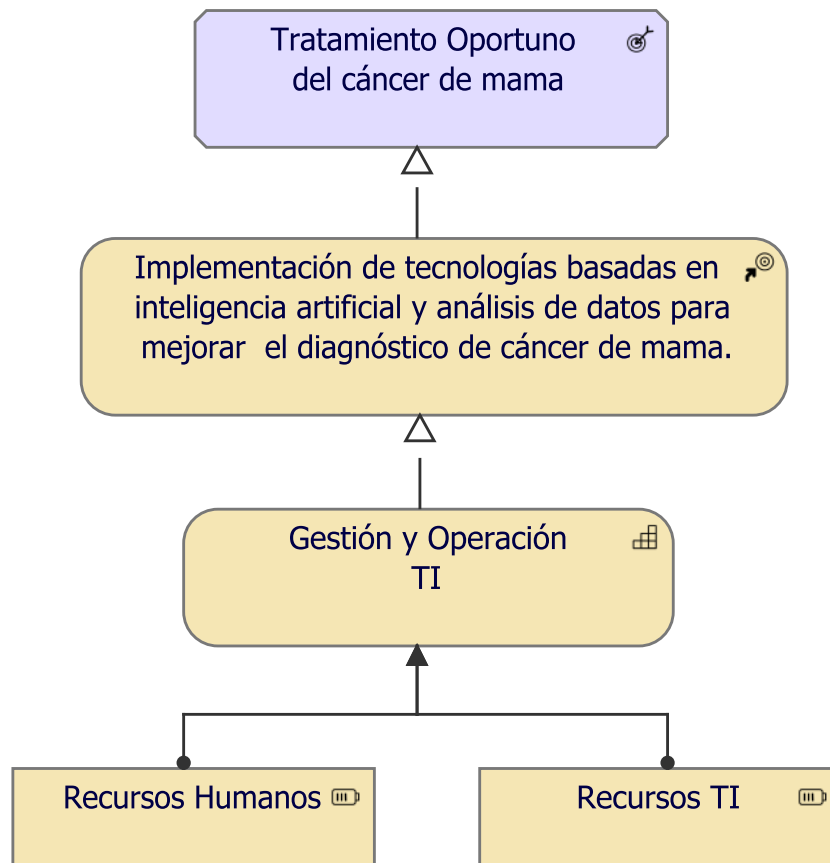 Tratamiento Oportuno
del cáncer de mama
Implementación de tecnologías basadas en
inteligencia artificial y análisis de datos para
mejorar el diagnóstico de cáncer de mama.
Gestión y Operación
TI
Recursos Humanos
Recursos TI